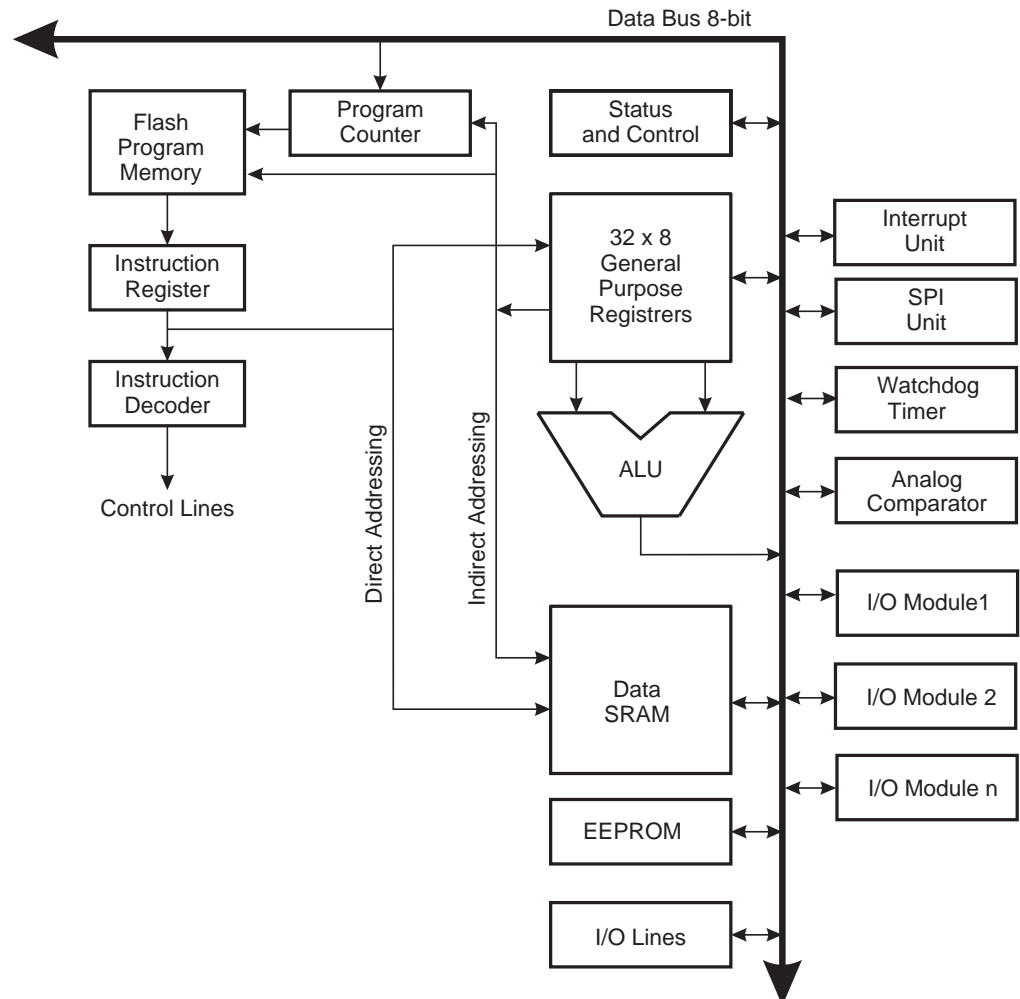 Data Bus 8-bit
Flash
Program
Memory
Program
Counter
Status
and Control
Interrupt
Unit
32 x 8
General
Purpose
Registrers
Instruction
Register
SPI
Unit
Instruction
Decoder
Watchdog
Timer
ALU
Analog
Comparator
Control Lines
Direct Addressing
Indirect Addressing
I/O Module1
Data
SRAM
I/O Module 2
I/O Module n
EEPROM
I/O Lines